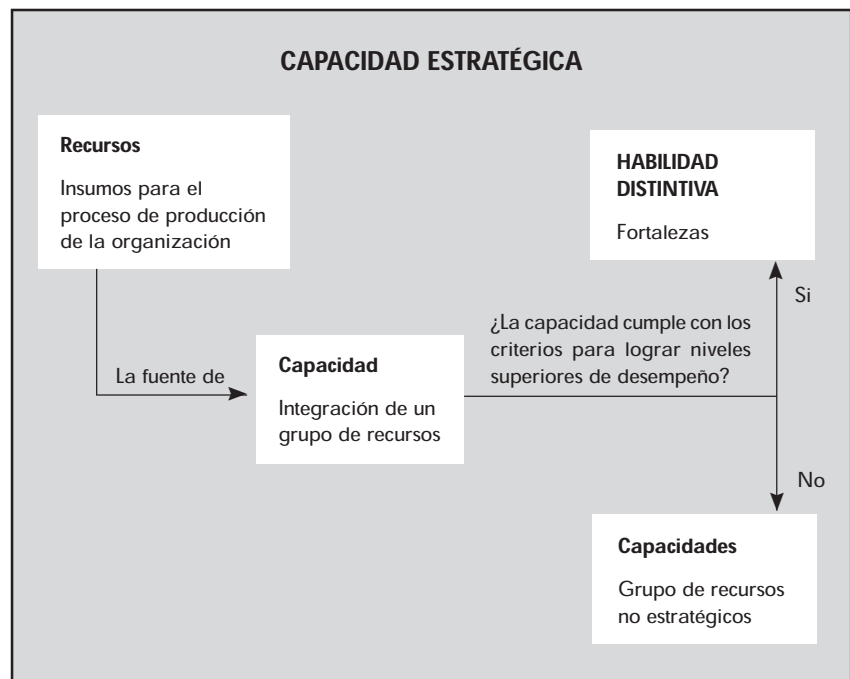 CAPACIDAD ESTRATÉGICA
Recursos
Insumos para el
proceso de producción
de la organización
HABILIDAD
DISTINTIVA
Fortalezas
Si
¿La capacidad cumple con los
criterios para lograr niveles
superiores de desempeño?
La fuente de
Capacidad
Integración de un
grupo de recursos
No
Capacidades
Grupo de recursos
no estratégicos